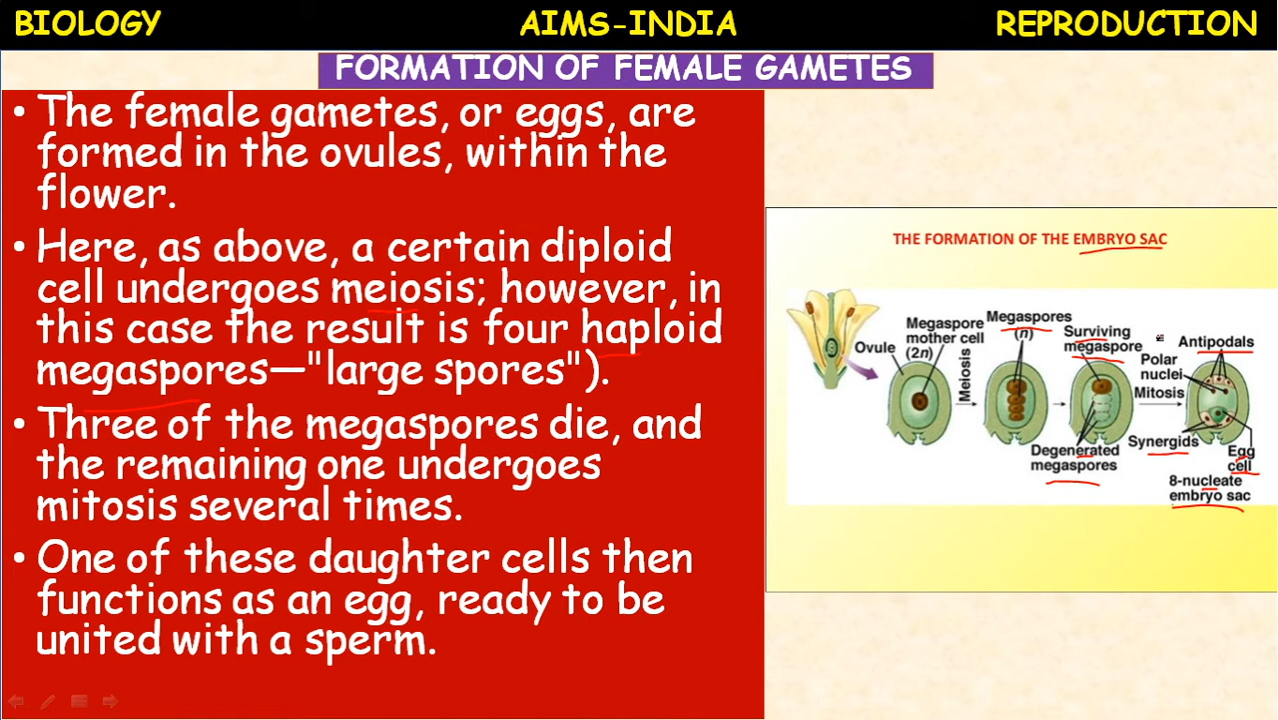 BIOLOGY AIMS-INDIA REPRODUCTION
FORMATION OF FEMALE GAMETES
• The female gametes, or eggs, are
formed in the ovules, within the
flower.
• Here, as above, a certain diploid
cell undergoes meiosis; however, in
this case the result is four haploid
megaspores—"large spores").
• Three of the megaspores die, and
the remaining one undergoes
mitosis several times.
• One of these daughter cells then
functions as an egg, ready to be
united with a sperm.
THE FORMATION OF THE EMBRYO SAC
Ovule
Megaspore
mother cell
(2n)
Meiosis
Megaspores
(n)
Surviving
megaspore
Degenerated
megaspores
Antipodals
Polar
nuclei
Mitosis
Synergids
Egg
cell
8-nucleate
embryo sac